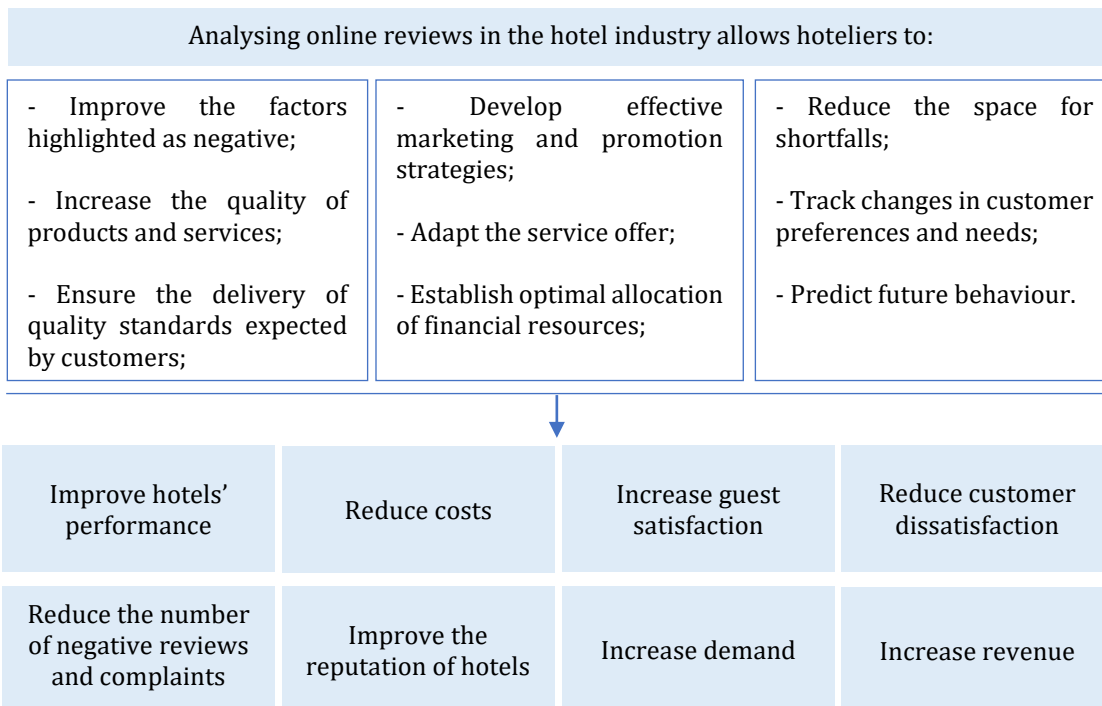 Analysing online reviews in the hotel industry allows hoteliers to:
- Improve the factors
highlighted as negative;
- Increase the quality of
products and services;
- Ensure the delivery of
quality standards expected
by customers;
- Develop effective
marketing and promotion
strategies;
- Adapt the service offer;
- Establish optimal allocation
of financial resources;
- Reduce the space for
shortfalls;
- Track changes in customer
preferences and needs;
- Predict future behaviour.
Improve hotels’
performance
Reduce costs
Increase guest
satisfaction
Reduce customer
dissatisfaction
Reduce the number
of negative reviews
and complaints
Improve the
reputation of hotels
Increase demand
Increase revenue